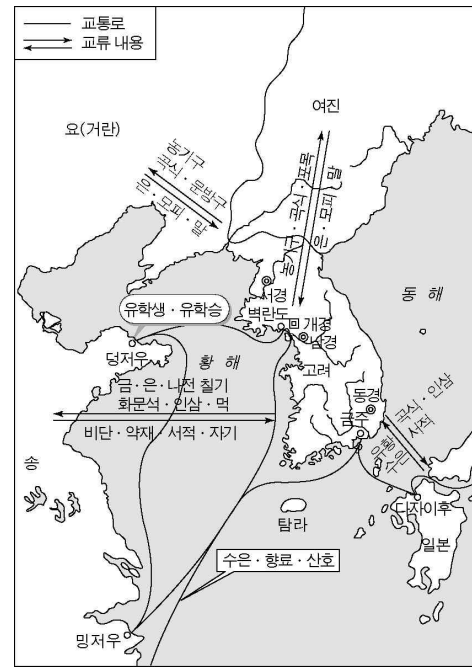 교통로
교류 내용
여진
요(거란)
농기구
곡식·문방구
은·모피·말
농기구·곡식·포목
은·모피·말
서경
벽란도
개경
남경
동해
유학생·유학승
덩저우
황해
고려
동경
금주
금·은·나전 칠기
화문석·인삼·먹
비단·약재·서적·자기
곡식·인삼
서적
수은·황
송
탐라
다자이후
일본
수은·향료·산호
밍저우